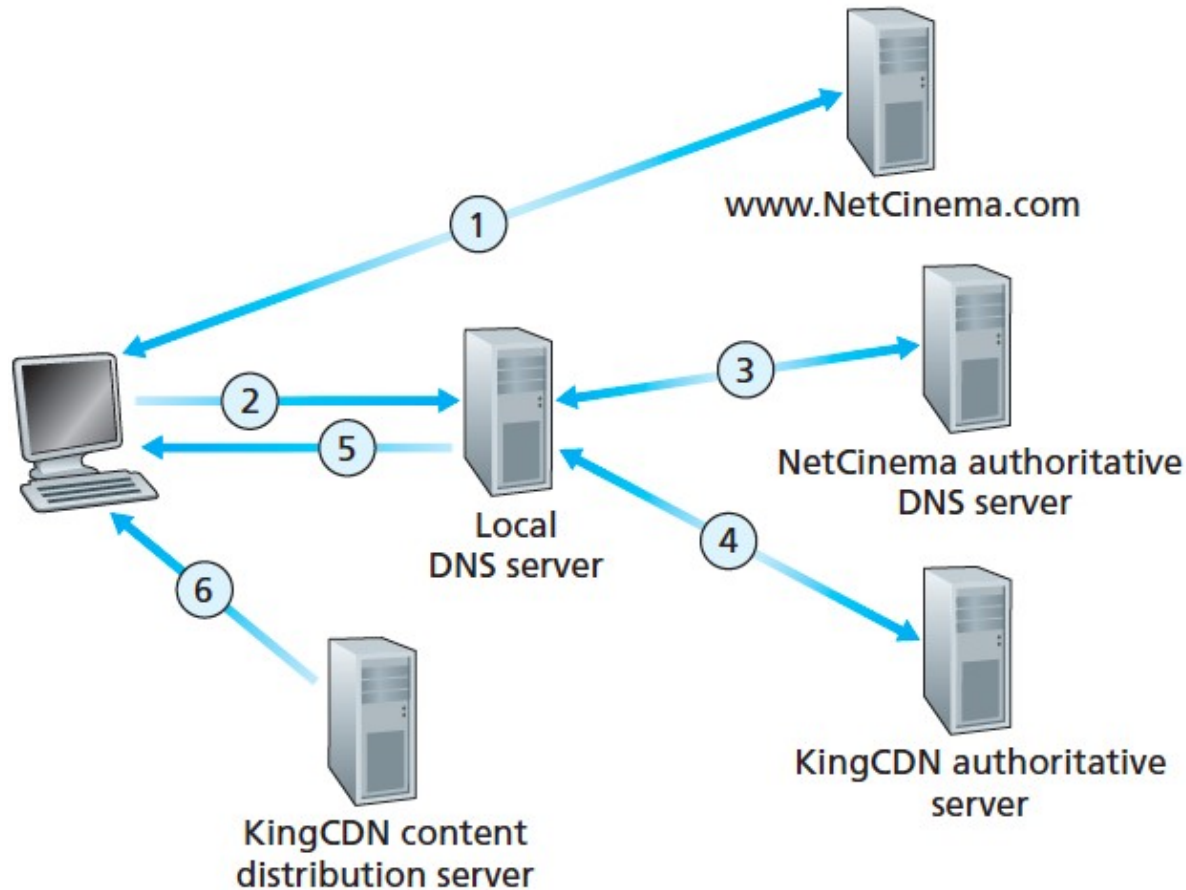 www.NetCinema.com
1
2
3
5
NetCinema authoritative
DNS server
Local
DNS server
4
6
KingCDN authoritative
server
KingCDN content
distribution server